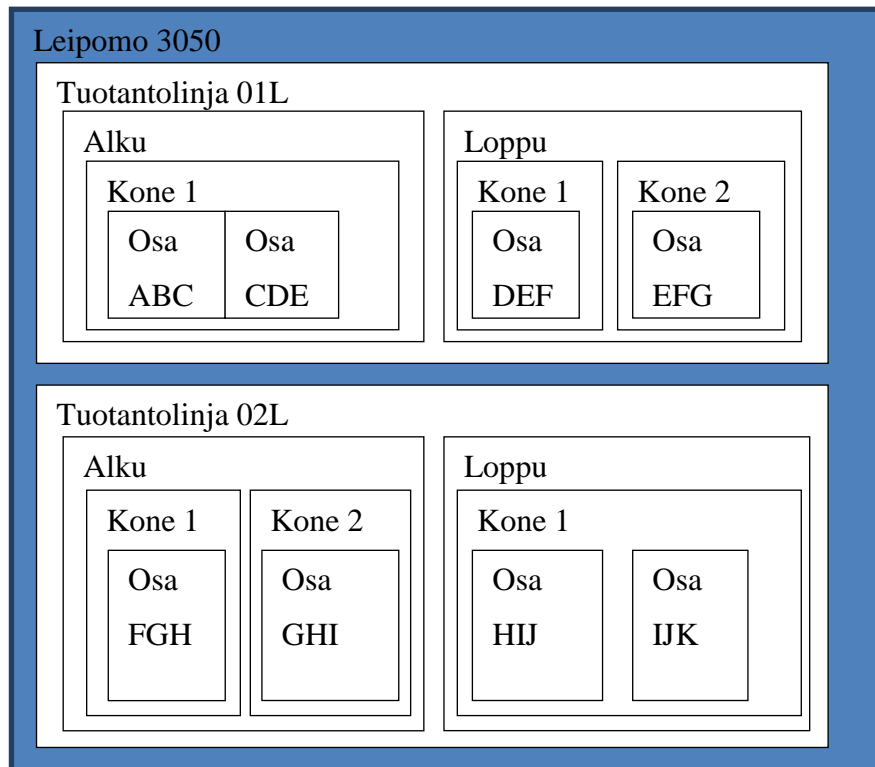 Leipomo 3050
Tuotantolinja 01L
Alku
Kone 1
Osa
ABC
Osa
CDE
Loppu
Kone 1
Osa
DEF
Kone 2
Osa
EFG
Tuotantolinja 02L
Alku
Kone 1
Osa
FGH
Kone 2
Osa
GHI
Loppu
Kone 1
Osa
HIJ
Osa
IJK